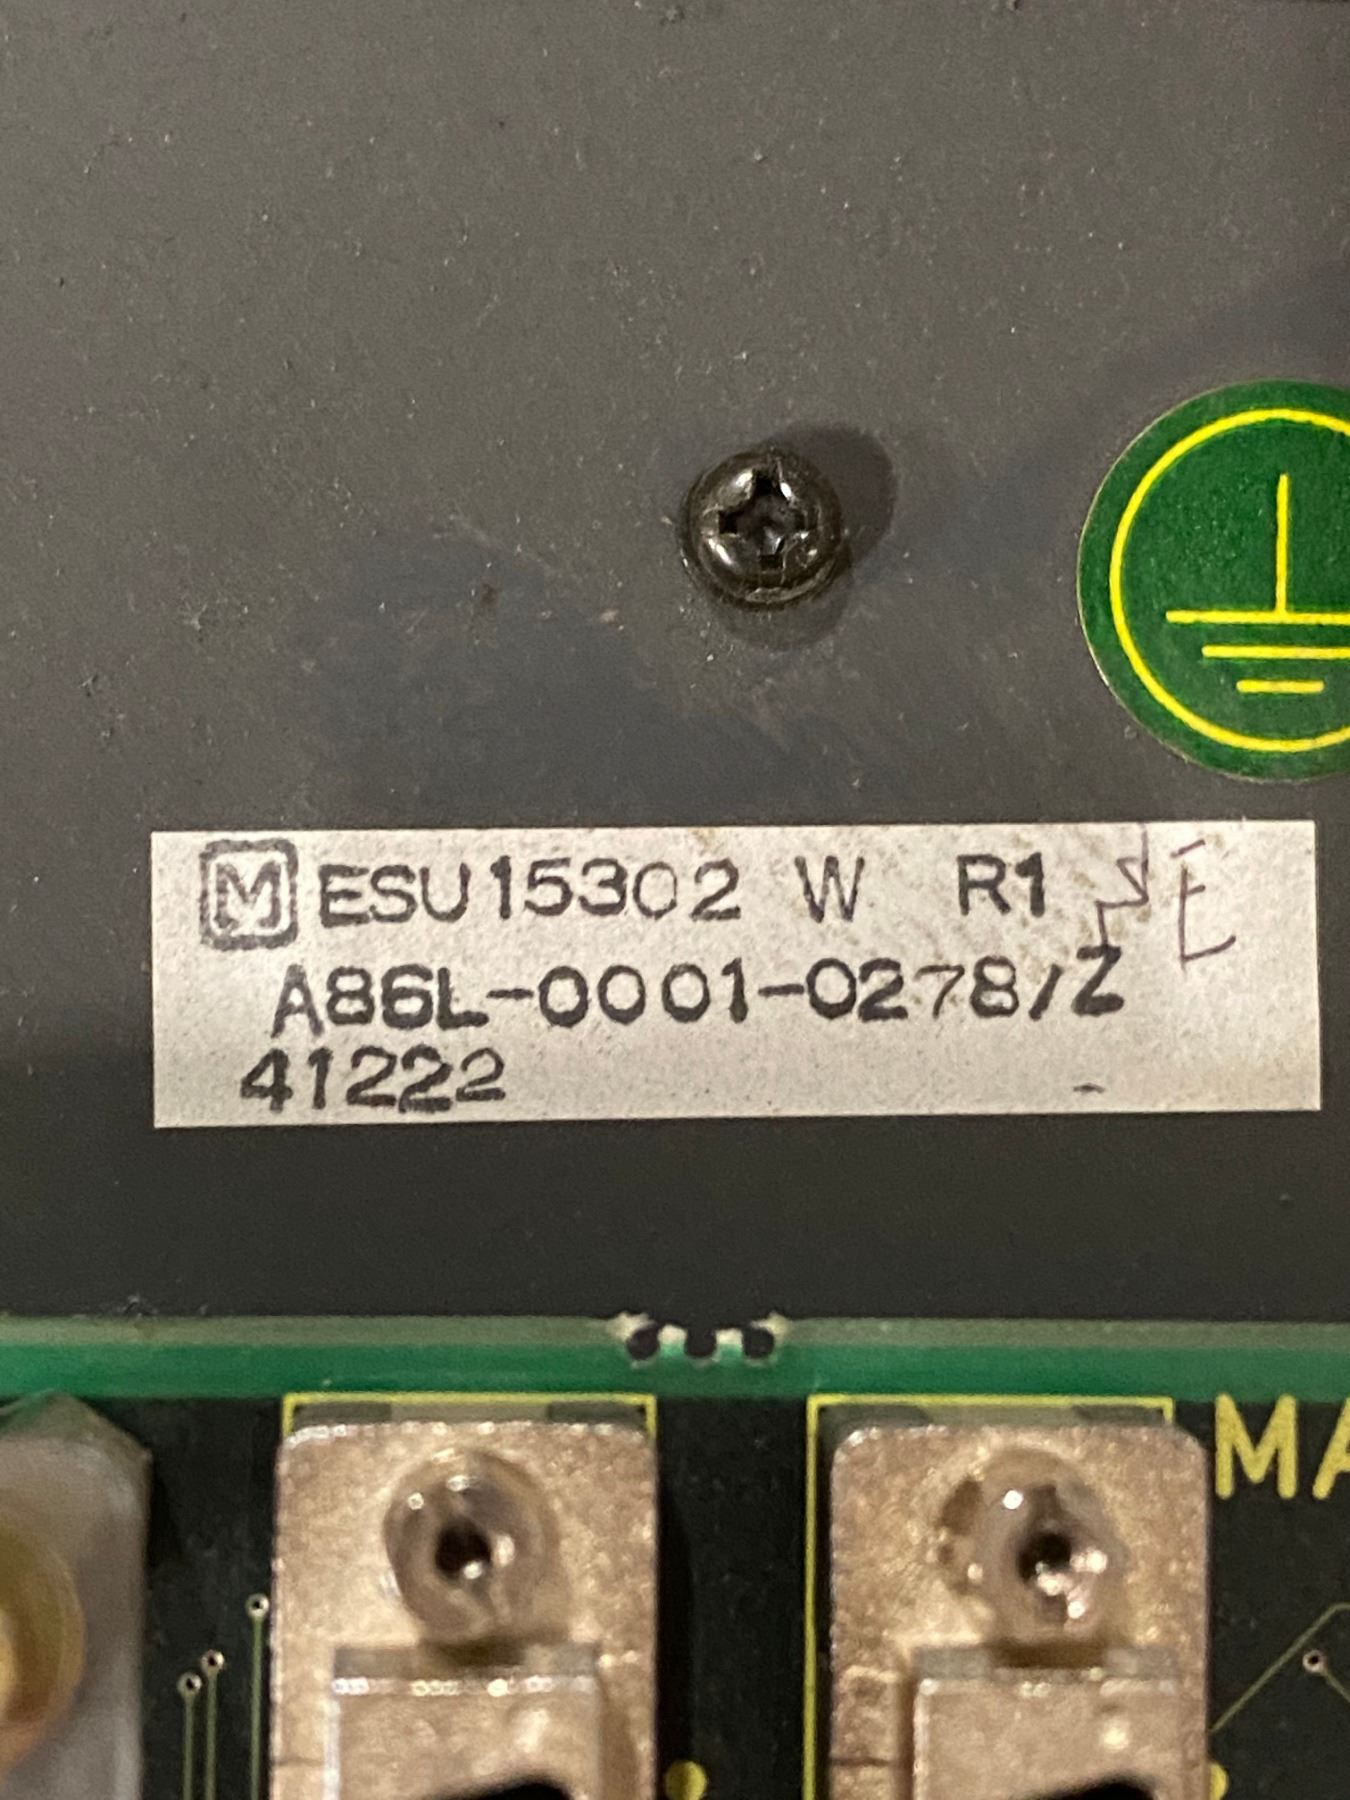 M ESU15302 W R1 E
A86L-0001-0278/Z
41222
MA